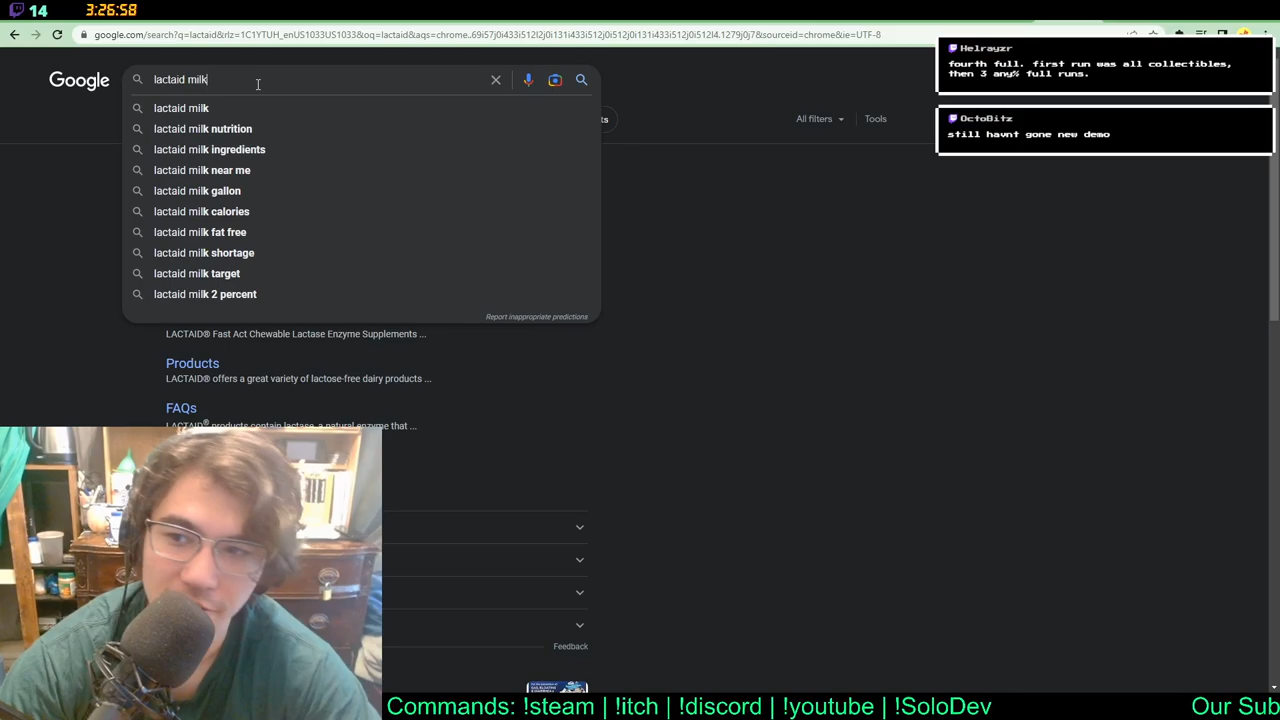 14
3:26:58
google.com/search?q=lactaid&rlz=1C1YTUH_enUS1033US1033&oq=lactaid&aqs=chrome..69i57j0i433i512l2j0i131i433i512j0i131i433i512l4.1279j0j7&sourceid=chrome&ie=UTF-8
Helrayzr
fourth full. first run was all collectibles,
then 3 any% full runs.
OctoBitz
still havnt gone new demo
Google
lactaid milk
All filters
Tools
lactaid milk
lactaid milk nutrition
lactaid milk ingredients
lactaid milk near me
lactaid milk gallon
lactaid milk calories
lactaid milk fat free
lactaid milk shortage
lactaid milk target
lactaid milk 2 percent
Report inappropriate predictions
LACTAID® Fast Act Chewable Lactase Enzyme Supplements ...
Products
LACTAID® offers a great variety of lactose-free dairy products ...
FAQs
LACTAID® products contain lactase, a natural enzyme that ...
Feedback
Commands: !steam | !itch | !discord | !youtube | !SoloDev
Our Sub